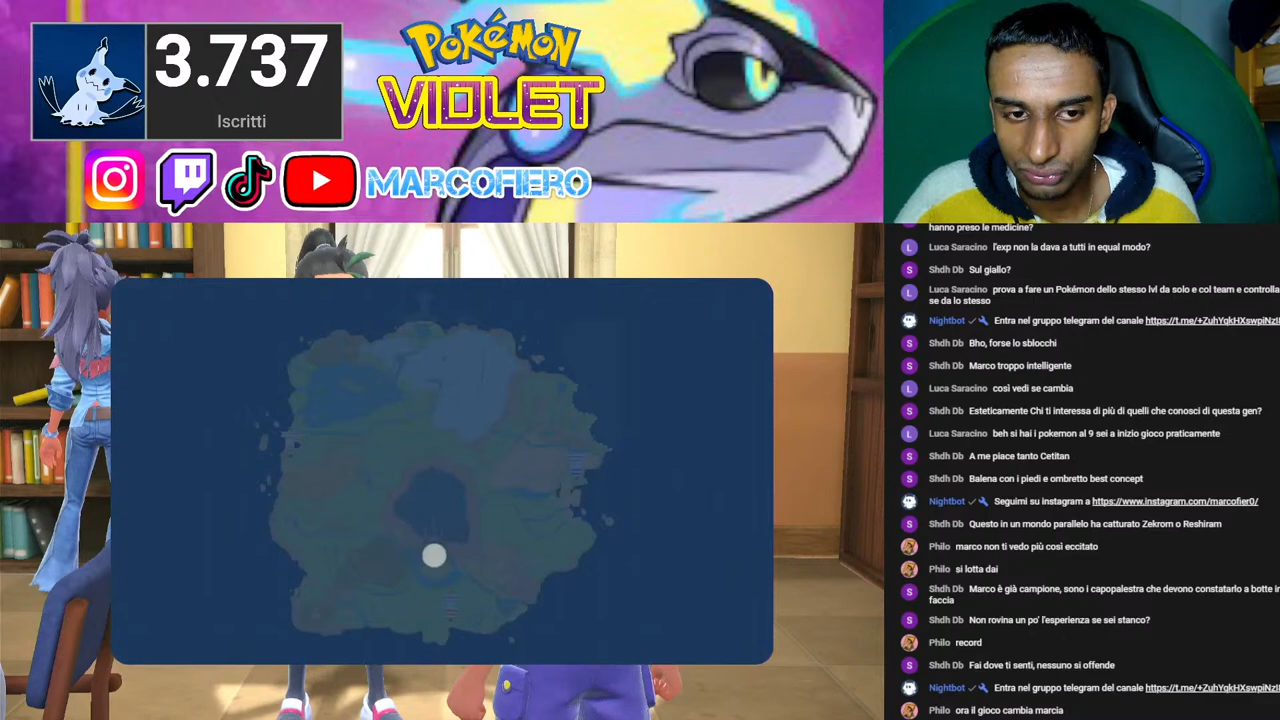 3.737
Iscritti
POKéMON
VIOLET
MARCOFIERO
hanno preso le medicine?
L Luca Saracino l'exp non la dava a tutti in equal modo?
S Shdh Db Sul giallo?
L Luca Saracino prova a fare un Pokémon dello stesso lvl da solo e col team e controlla
se da lo stesso
Nightbot Entra nel gruppo telegram del canale
S Shdh Db Bho, forse lo sblocchi
S Shdh Db Marco troppo intelligente
L Luca Saracino così vedi se cambia
S Shdh Db Esteticamente Chi ti interessa di più di quelli che conosci di questa gen?
L Luca Saracino beh si hai i pokemon al 9 sei a inizio gioco praticamente
S Shdh Db A me piace tanto Cetitan
S Shdh Db Balena con i piedi e ombretto best concept
Nightbot Seguimi su instagram a https://www.instagram.com/marcofier0/
S Shdh Db Questo in un mondo parallelo ha catturato Zekrom o Reshiram
Philo marco non ti vedo più così eccitato
Philo si lotta dai
S Shdh Db Marco è già campione, sono i capopalestra che devono constatarlo a botte in
faccia
S Shdh Db Non rovina un po' l'esperienza se sei stanco?
Philo record
S Shdh Db Fai dove ti senti, nessuno si offende
Nightbot Entra nel gruppo telegram del canale
Philo ora il gioco cambia marcia